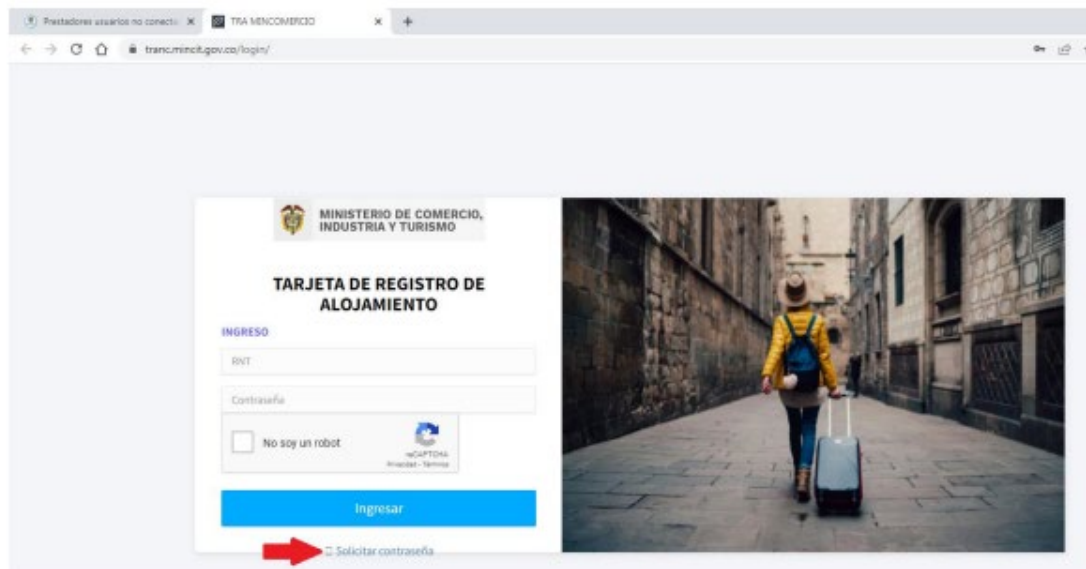 Prestadores usuarios no conecta
TRA MINCOMERCIO
tranc.mincit.gov.co/login/
MINISTERIO DE COMERCIO,
INDUSTRIA Y TURISMO
TARJETA DE REGISTRO DE
ALOJAMIENTO
INGRESO
RNT
Contraseña
No soy un robot
reCAPTCHA
Privacidad - Términos
Ingresar
Solicitar contraseña